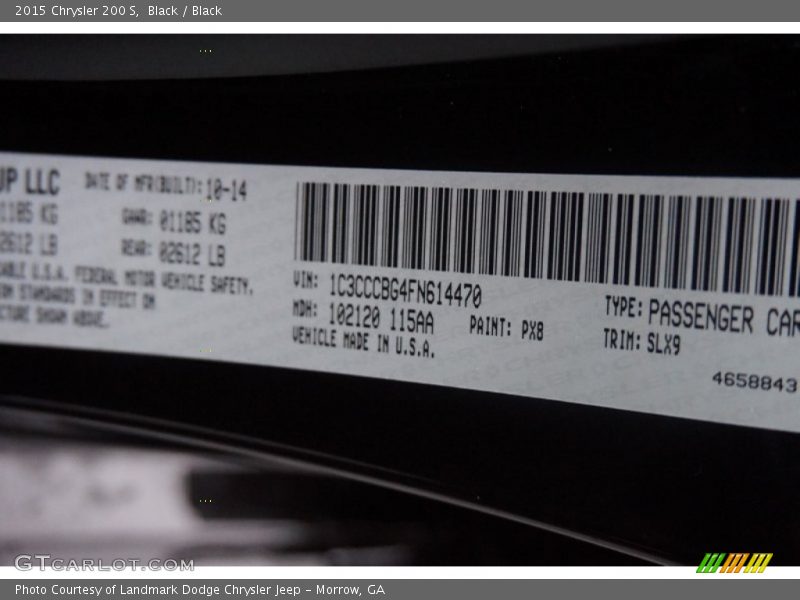 2015 Chrysler 200 S, Black / Black
UP LLC
DATE OF MFR(BUILT): 10-14
1185 KG
GAWR: 01185 KG
2612 LB
REAR: 02612 LB
U.S.A. FEDERAL MOTOR VEHICLE SAFETY,
STANDARDS IN EFFECT ON
SHOWN ABOVE.
VIN: 1C3CCCBG4FN614470
MDH: 102120 115AA
PAINT: PX8
VEHICLE MADE IN U.S.A.
TYPE: PASSENGER CAR
TRIM: SLX9
4658843
GTCARLOT.COM
Photo Courtesy of Landmark Dodge Chrysler Jeep - Morrow, GA